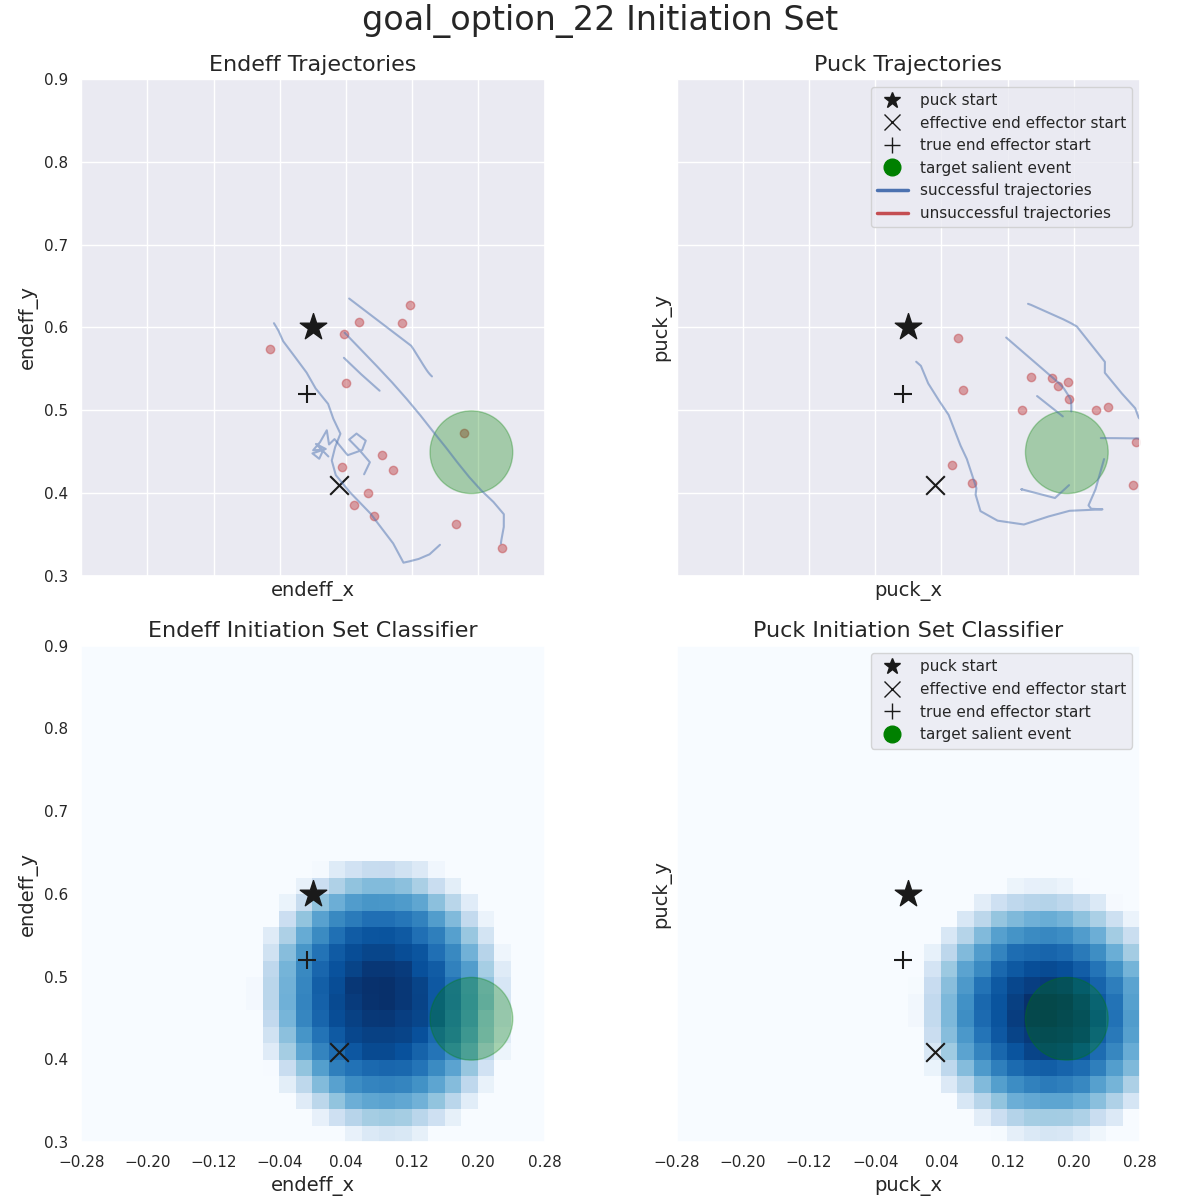 goal_option_22 Initiation Set
Endeff Trajectories
endeff_y
0.9
0.8
0.7
0.6
0.5
0.4
0.3
endeff_x
Puck Trajectories
puck_y
puck start
effective end effector start
true end effector start
target salient event
successful trajectories
unsuccessful trajectories
puck_x
Endeff Initiation Set Classifier
endeff_y
0.9
0.8
0.7
0.6
0.5
0.4
0.3
−0.28 −0.20 −0.12 −0.04 0.04 0.12 0.20 0.28
endeff_x
Puck Initiation Set Classifier
puck_y
puck start
effective end effector start
true end effector start
target salient event
−0.28 −0.20 −0.12 −0.04 0.04 0.12 0.20 0.28
puck_x